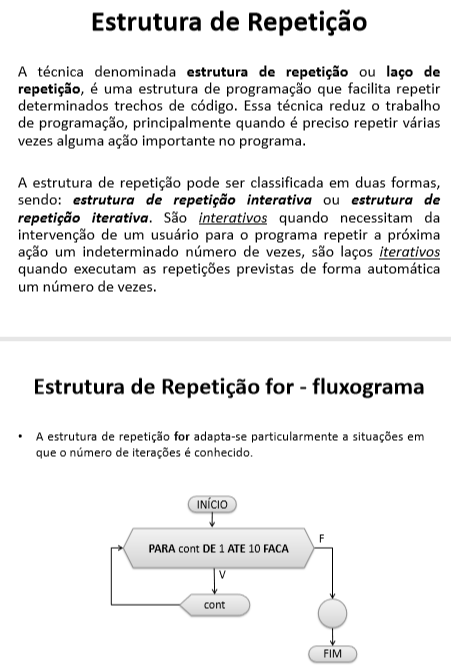 Estrutura de Repetição
A técnica denominada estrutura de repetição ou laço de
repetição, é uma estrutura de programação que facilita repetir
determinados trechos de código. Essa técnica reduz o trabalho
de programação, principalmente quando é preciso repetir várias
vezes alguma ação importante no programa.
A estrutura de repetição pode ser classificada em duas formas,
sendo: estrutura de repetição interativa ou estrutura de
repetição iterativa. São interativos quando necessitam da
intervenção de um usuário para o programa repetir a próxima
ação um indeterminado número de vezes, são laços iterativos
quando executam as repetições previstas de forma automática
um número de vezes.
Estrutura de Repetição for - fluxograma
• A estrutura de repetição for adapta-se particularmente a situações em
que o número de iterações é conhecido.
INÍCIO
PARA cont DE 1 ATE 10 FACA
F
V
cont
FIM